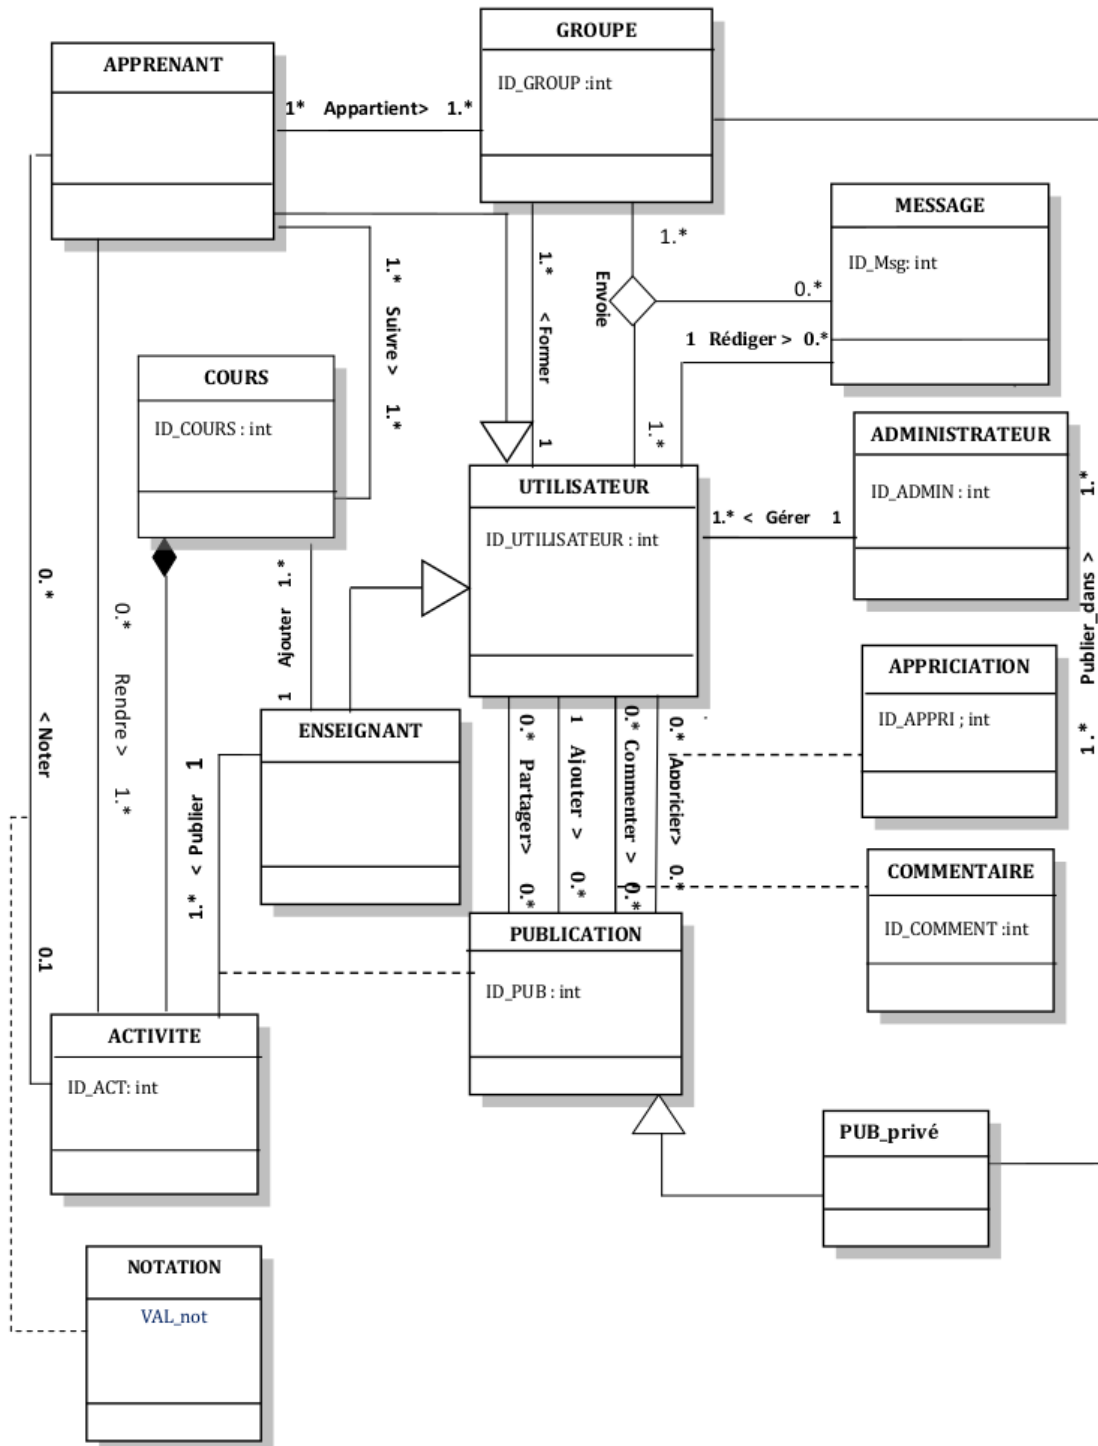 GROUPE
ID_GROUP :int
APPRENANT
1* Appartient> 1.*
MESSAGE
ID_Msg: int
1.*
Envoie
0.*
1 Rédiger > 0.*
1.*
1.* < Former 1
1.* Suivre > 1.*
COURS
ID_COURS : int
ADMINISTRATEUR
ID_ADMIN : int
1.* < Gérer 1
UTILISATEUR
ID_UTILISATEUR : int
1.* Publier_dans > 1.*
1 Ajouter 1.*
0.* Rendre > 1.*
0.* < Noter 0.1
APPRICIATION
ID_APPRI ; int
ENSEIGNANT
1.* < Publier 1
0.* Partager> 0.*
1 Ajouter > 0.*
0.* Commenter > 0.*
0.* Appricier> 0.*
COMMENTAIRE
ID_COMMENT :int
PUBLICATION
ID_PUB : int
ACTIVITE
ID_ACT: int
PUB_privé
NOTATION
VAL_not